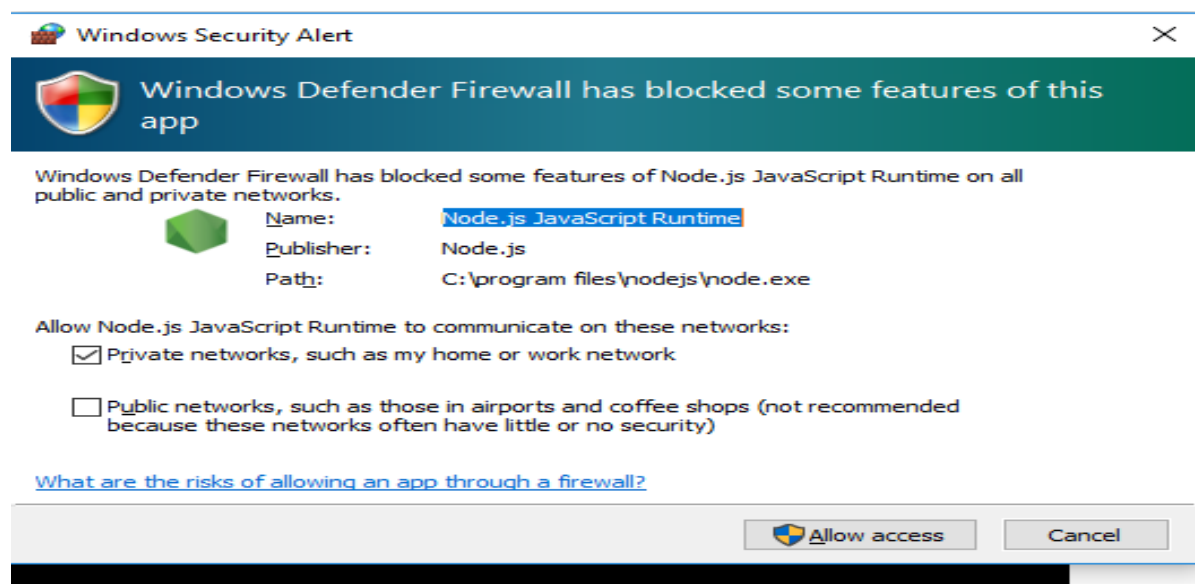 Windows Security Alert
Windows Defender Firewall has blocked some features of this
app
Windows Defender Firewall has blocked some features of Node.js JavaScript Runtime on all
public and private networks.
Name: Node.js JavaScript Runtime
Publisher: Node.js
Path: C:\program files\nodejs\node.exe
Allow Node.js JavaScript Runtime to communicate on these networks:
Private networks, such as my home or work network
Public networks, such as those in airports and coffee shops (not recommended
because these networks often have little or no security)
What are the risks of allowing an app through a firewall?
Allow access Cancel